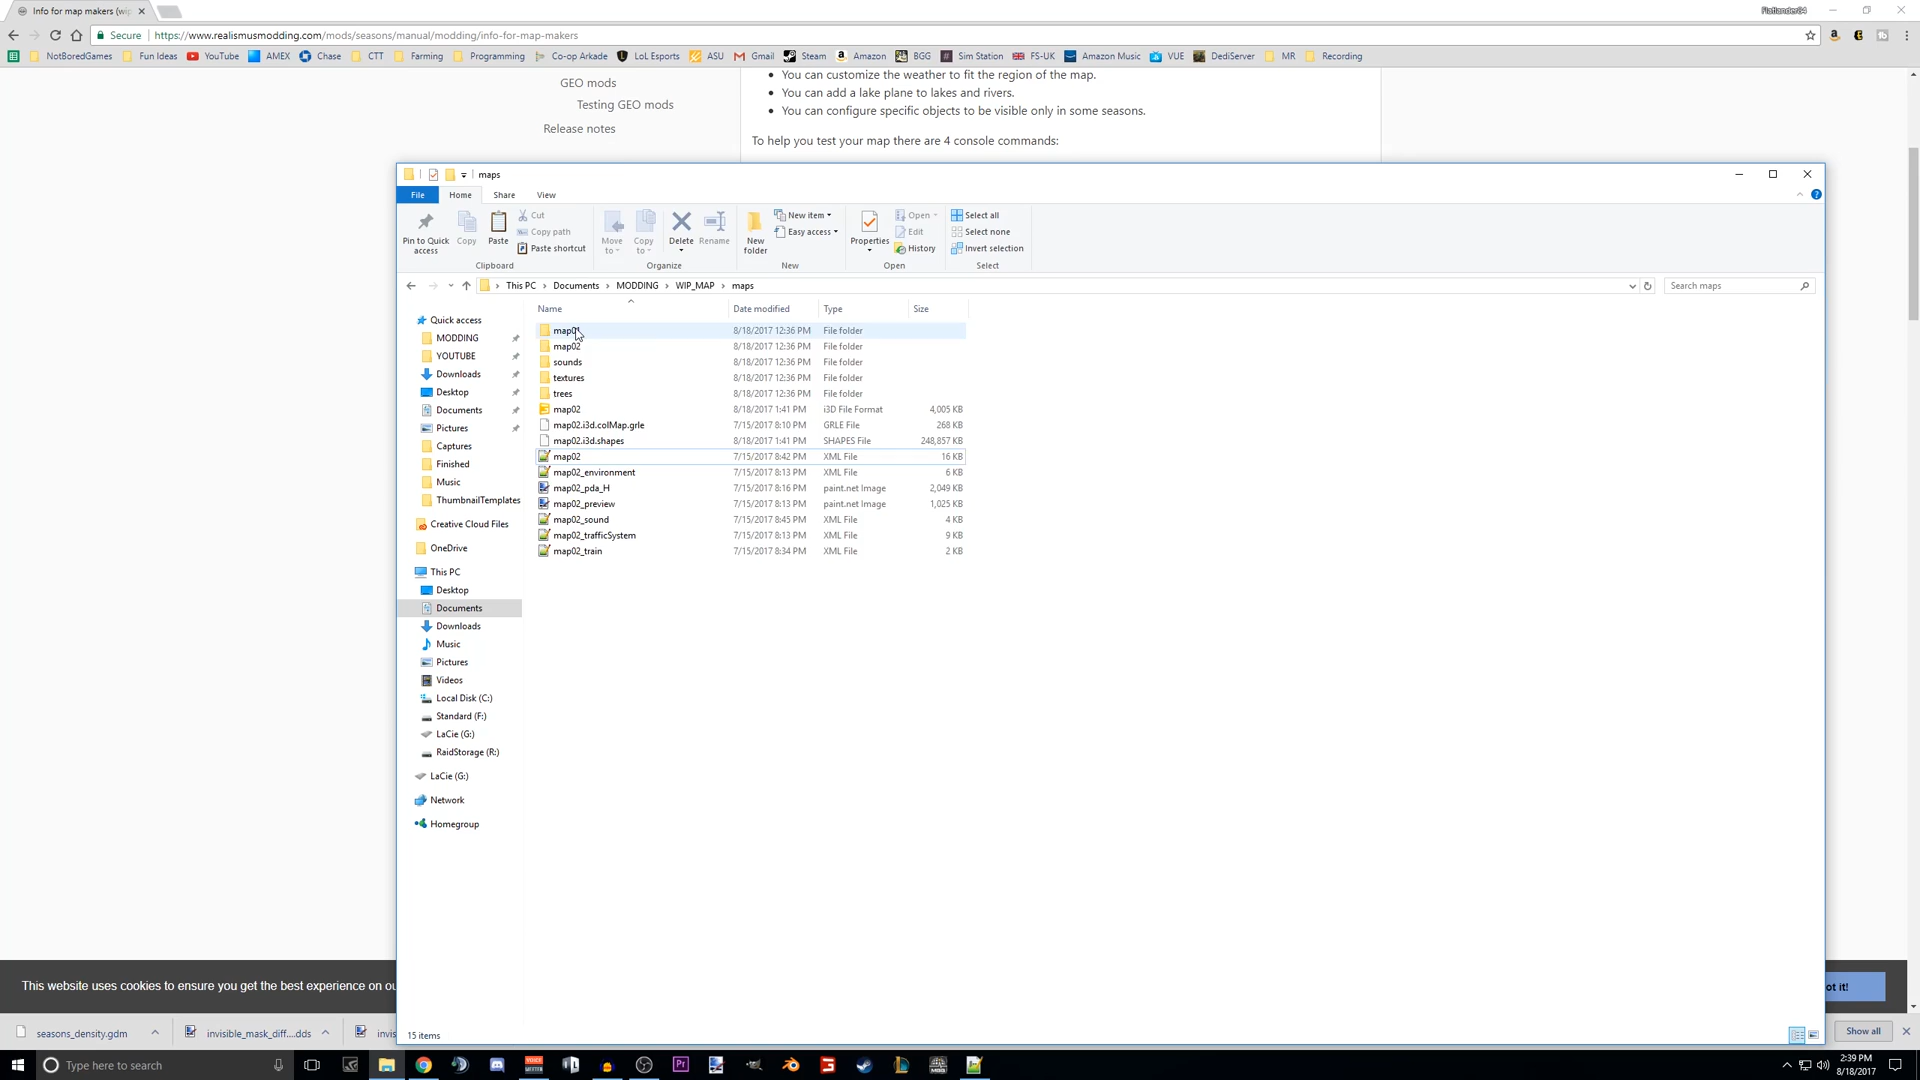 Info for map makers (wip
Flatlander84
Secure https://www.realismusmodding.com/mods/seasons/manual/modding/info-for-map-makers
NotBoredGames Fun Ideas YouTube AMEX Chase CTT Farming Programming Co-op Arkade LoL Esports ASU Gmail Steam Amazon BGG Sim Station FS-UK Amazon Music VUE DediServer MR Recording
You can customize the weather to fit the region of the map.
GEO mods
You can add a lake plane to lakes and rivers.
Testing GEO mods
You can configure specific objects to be visible only in some seasons.
Release notes
To help you test your map there are 4 console commands:
maps
File Home Share View
Pin to Quick access
Copy
Paste
Cut
Copy path
Paste shortcut
Move to
Copy to
Delete
Rename
New folder
New item
Easy access
Properties
Open
Edit
History
Select all
Select none
Invert selection
Clipboard Organize New Open Select
This PC Documents MODDING WIP_MAP maps
Search maps
Name Date modified Type Size
Quick access
MODDING
YOUTUBE
Downloads
Desktop
Documents
Pictures
Captures
Finished
Music
ThumbnailTemplates
Creative Cloud Files
OneDrive
This PC
Desktop
Documents
Downloads
Music
Pictures
Videos
Local Disk (C:)
Standard (F:)
LaCie (G:)
RaidStorage (R:)
LaCie (G:)
Network
Homegroup
map01 8/18/2017 12:36 PM File folder
map02 8/18/2017 12:36 PM File folder
sounds 8/18/2017 12:36 PM File folder
textures 8/18/2017 12:36 PM File folder
trees 8/18/2017 12:36 PM File folder
map02 8/18/2017 1:41 PM i3D File Format 4,005 KB
map02.i3d.colMap.grle 7/15/2017 8:10 PM GRLE File 268 KB
map02.i3d.shapes 8/18/2017 1:41 PM SHAPES File 248,857 KB
map02 7/15/2017 8:42 PM XML File 16 KB
map02_environment 7/15/2017 8:13 PM XML File 6 KB
map02_pda_H 7/15/2017 8:16 PM paint.net Image 2,049 KB
map02_preview 7/15/2017 8:13 PM paint.net Image 1,025 KB
map02_sound 7/15/2017 8:45 PM XML File 4 KB
map02_trafficSystem 7/15/2017 8:13 PM XML File 9 KB
map02_train 7/15/2017 8:34 PM XML File 2 KB
15 items
This website uses cookies to ensure you get the best experience on ou
ot it!
seasons_density.gdm
invisible_mask_diff....dds
invis
Show all
Type here to search
2:39 PM
8/18/2017